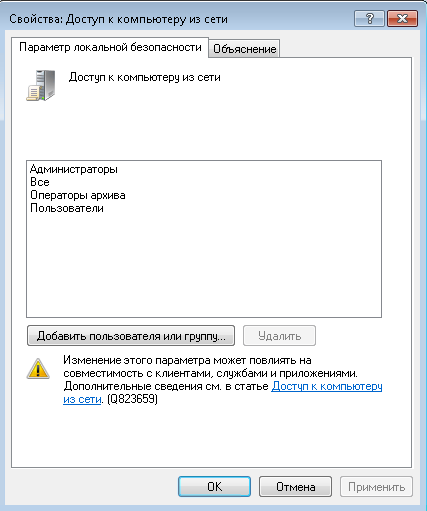 Свойства: Доступ к компьютеру из сети
?
Параметр локальной безопасности
Объяснение
Доступ к компьютеру из сети
Администраторы
Все
Операторы архива
Пользователи
Добавить пользователя или группу...
Удалить
Изменение этого параметра может повлиять на
совместимость с клиентами, службами и приложениями.
Дополнительные сведения см. в статье Доступ к компьютеру
из сети. (Q823659)
ОК
Отмена
Применить